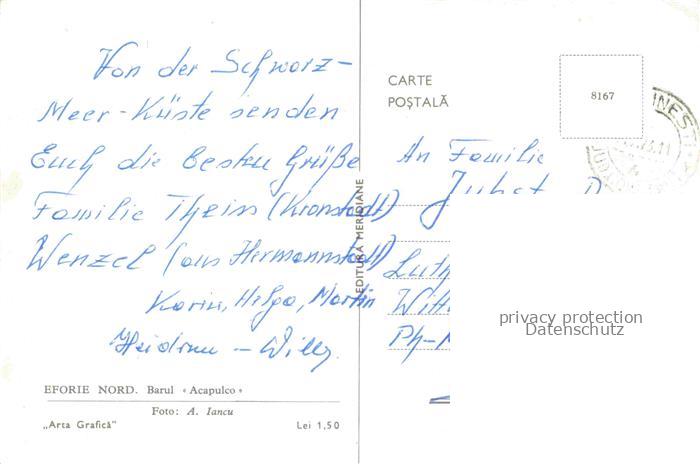 Von der Schwarz-
Meer-Küste senden
Euch die besten Grüße
Familie Theiss (Kronstadt)
Wenzel (aus Hermannstadt)
Karin, Helga, Martin
Heidrun - Willy.
EFORIE NORD. Barul «Acapulco»
Foto: A. Iancu
„Arta Grafică” Lei 1,50
EDITURA MERIDIANE
CARTE
POȘTALĂ
8167
An Familie
privacy protection
Datenschutz